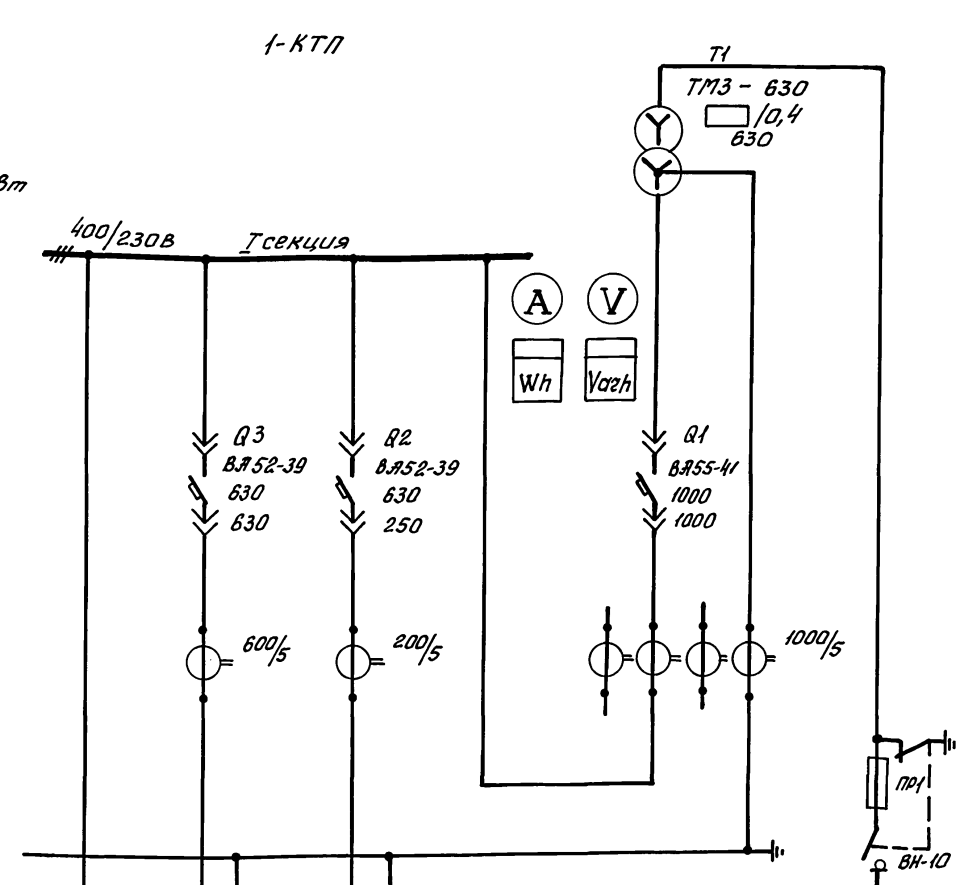 1-КТП
Т1
ТМЗ - 630
/0,4
630
Вт
400/230В
I секция
A
V
Wh
Varh
Q3
ВА52-39
630
630
Q2
ВА52-39
630
250
Q1
ВА55-41
1000
1000
600/5
200/5
1000/5
ПР1
ВН-10